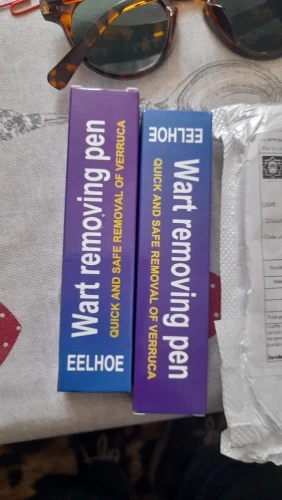 Wart removing pen
QUICK AND SAFE REMOVAL OF VERRUCA
EELHOE
EELHOE
Wart removing pen
QUICK AND SAFE REMOVAL OF VERRUCA